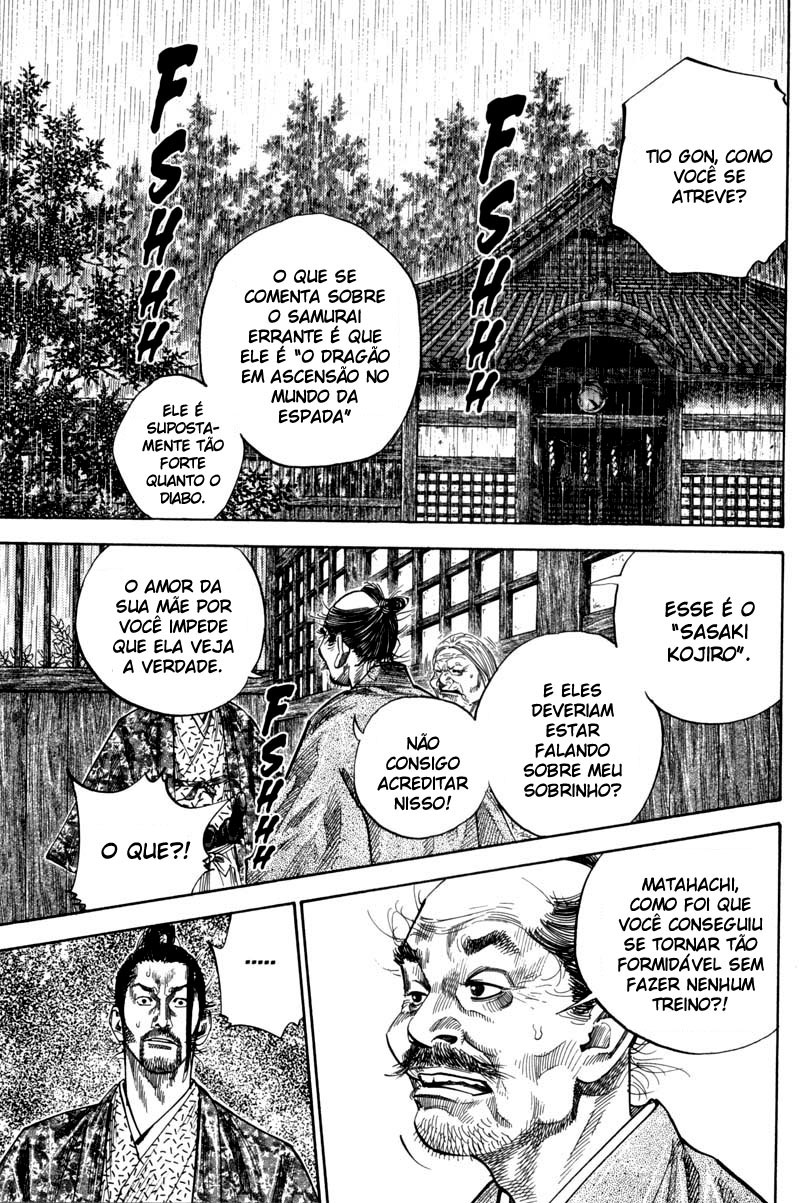 TIO GON, COMO
VOCÊ SE
ATREVE?
FSHHH
FSHHH
O QUE SE
COMENTA SOBRE
O SAMURAI
ERRANTE É QUE
ELE É "O DRAGÃO
EM ASCENSÃO NO
MUNDO DA
ESPADA"
ELE É
SUPOSTA-
MENTE TÃO
FORTE
QUANTO O
DIABO.
ESSE É O
"SASAKI
KOJIRO".
E ELES
DEVERIAM
ESTAR
FALANDO
SOBRE MEU
SOBRINHO?
NÃO
CONSIGO
ACREDITAR
NISSO!
O AMOR DA
SUA MÃE POR
VOCÊ IMPEDE
QUE ELA VEJA
A VERDADE.
FSHHH
O QUE?!
MATAHACHI,
COMO FOI QUE
VOCÊ CONSEGUIU
SE TORNAR TÃO
FORMIDÁVEL SEM
FAZER NENHUM
TREINO?!
.....